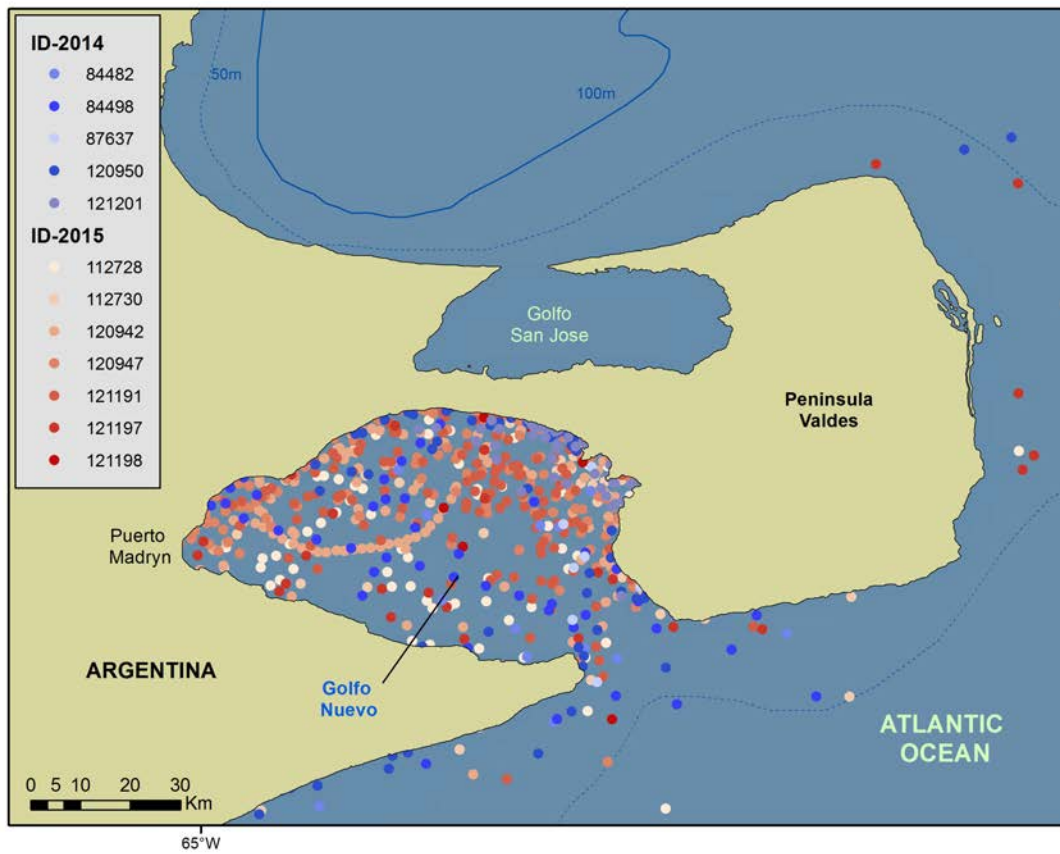 ID-2014
84482
84498
87637
120950
121201
ID-2015
112728
112730
120942
120947
121191
121197
121198
50m
100m
Golfo
San Jose
Peninsula
Valdes
Puerto
Madryn
ARGENTINA
Golfo
Nuevo
ATLANTIC
OCEAN
0 5 10 20 30
Km
65°W